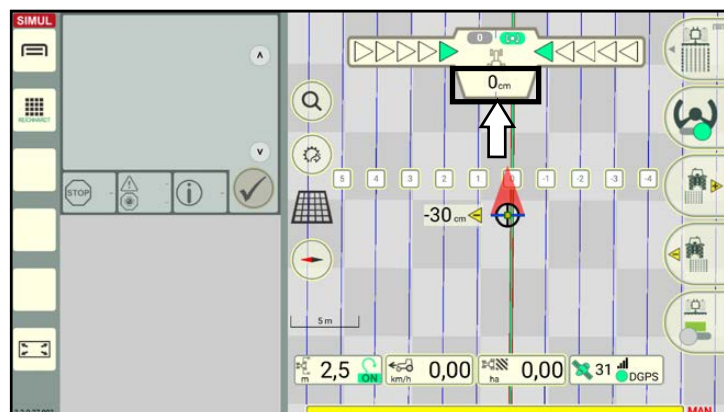 SIMUL
0
0cm
REICHHARDT
5 4 3 2 1 0 -1 -2 -3 -4
STOP
-30 cm
5 m
m 2,5 ON
km/h 0,00
ha 0,00
31 DGPS
MAN